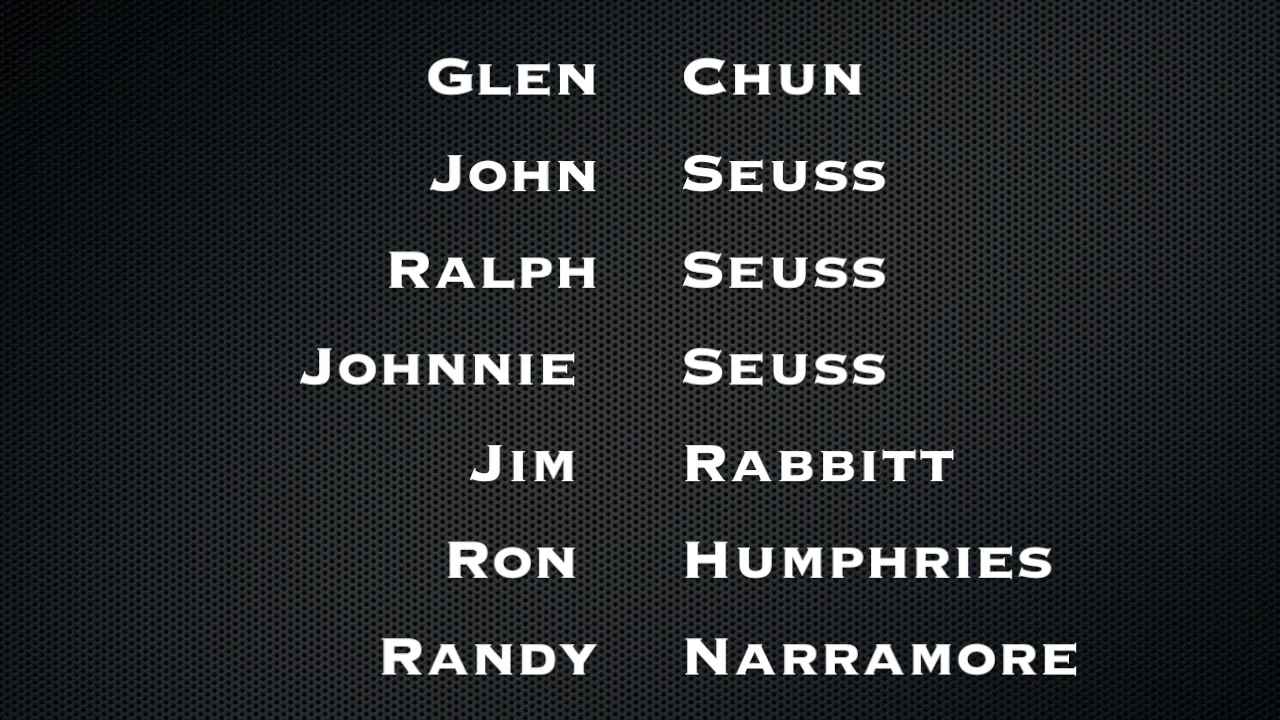 Glen Chun
John Seuss
Ralph Seuss
Johnnie Seuss
Jim Rabbitt
Ron Humphries
Randy Narramore